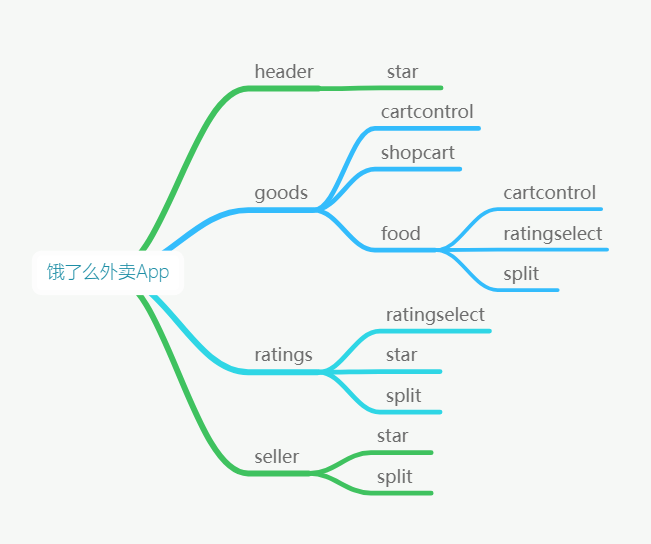 饿了么外卖App
header
star
goods
cartcontrol
shopcart
food
cartcontrol
ratingselect
split
ratings
ratingselect
star
split
seller
star
split